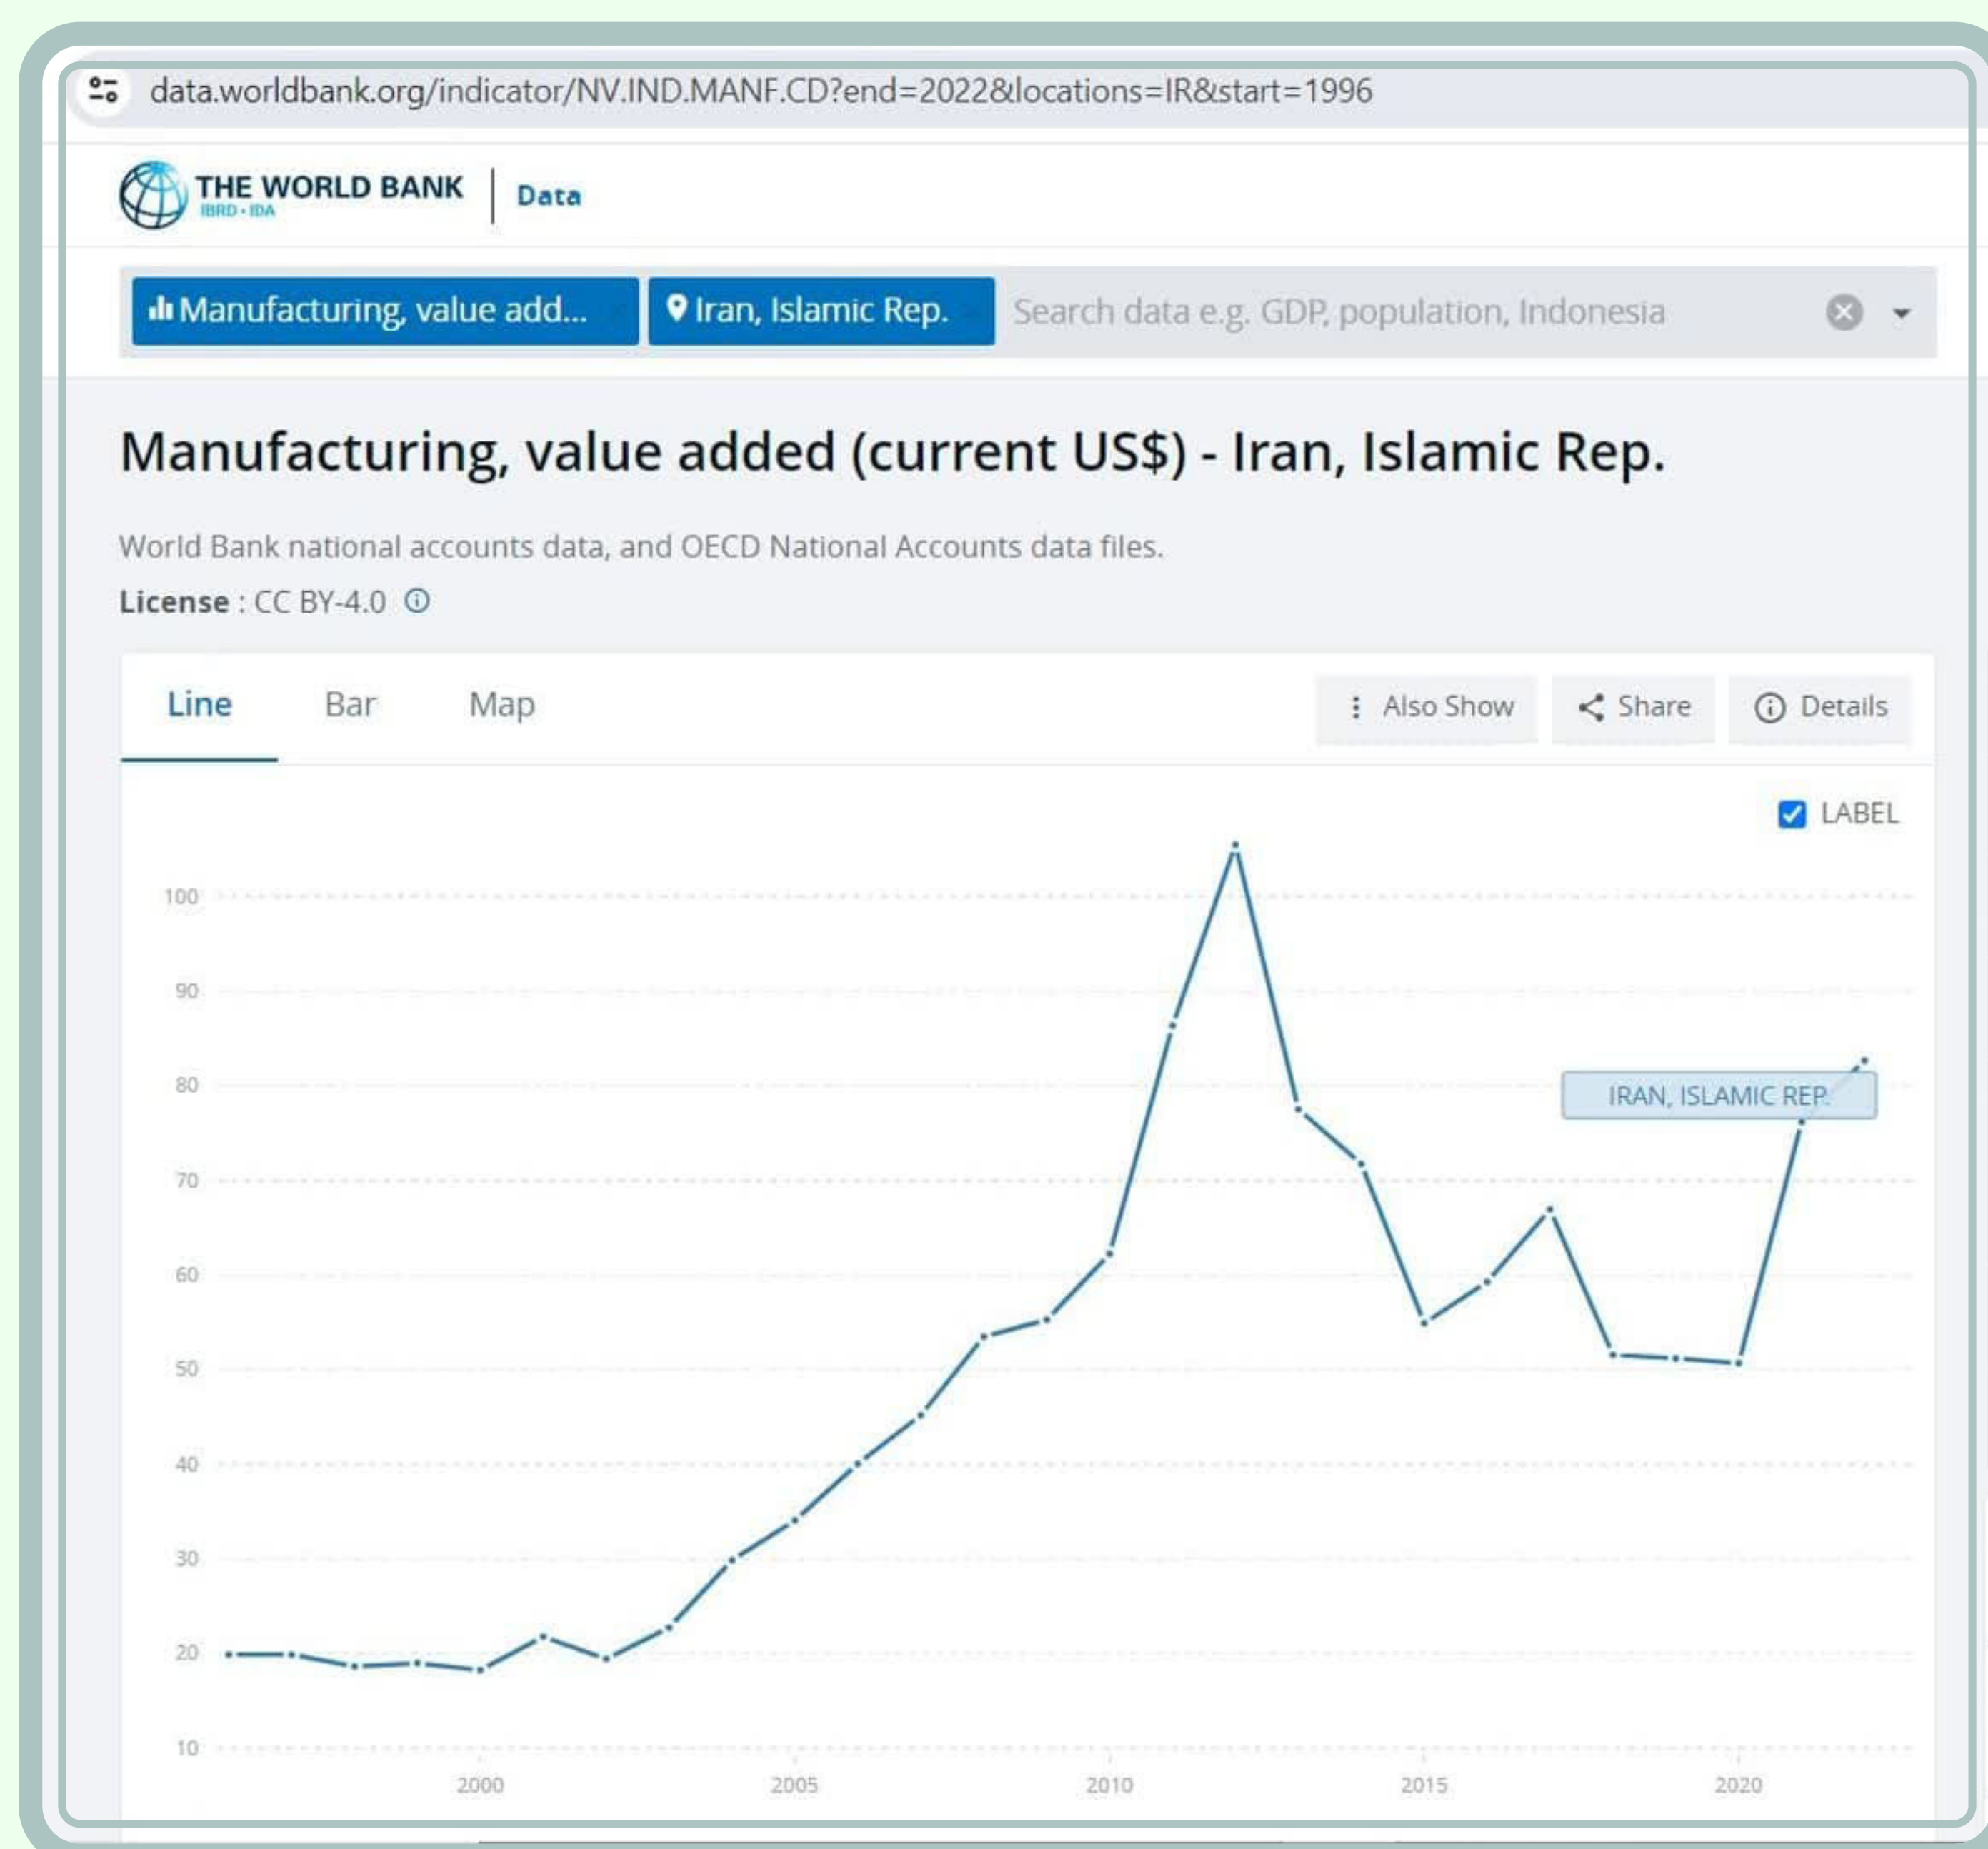 data.worldbank.org/indicator/NV.IND.MANF.CD?end=2022&locations=IR&start=1996
THE WORLD BANK
IBRD • IDA
Data
Manufacturing, value add...
Iran, Islamic Rep.
Search data e.g. GDP, population, Indonesia
Manufacturing, value added (current US$) - Iran, Islamic Rep.
World Bank national accounts data, and OECD National Accounts data files.
License : CC BY-4.0
Line Bar Map
Also Show Share Details
LABEL
100
90
80
IRAN, ISLAMIC REP.
70
60
50
40
30
20
10
2000 2005 2010 2015 2020